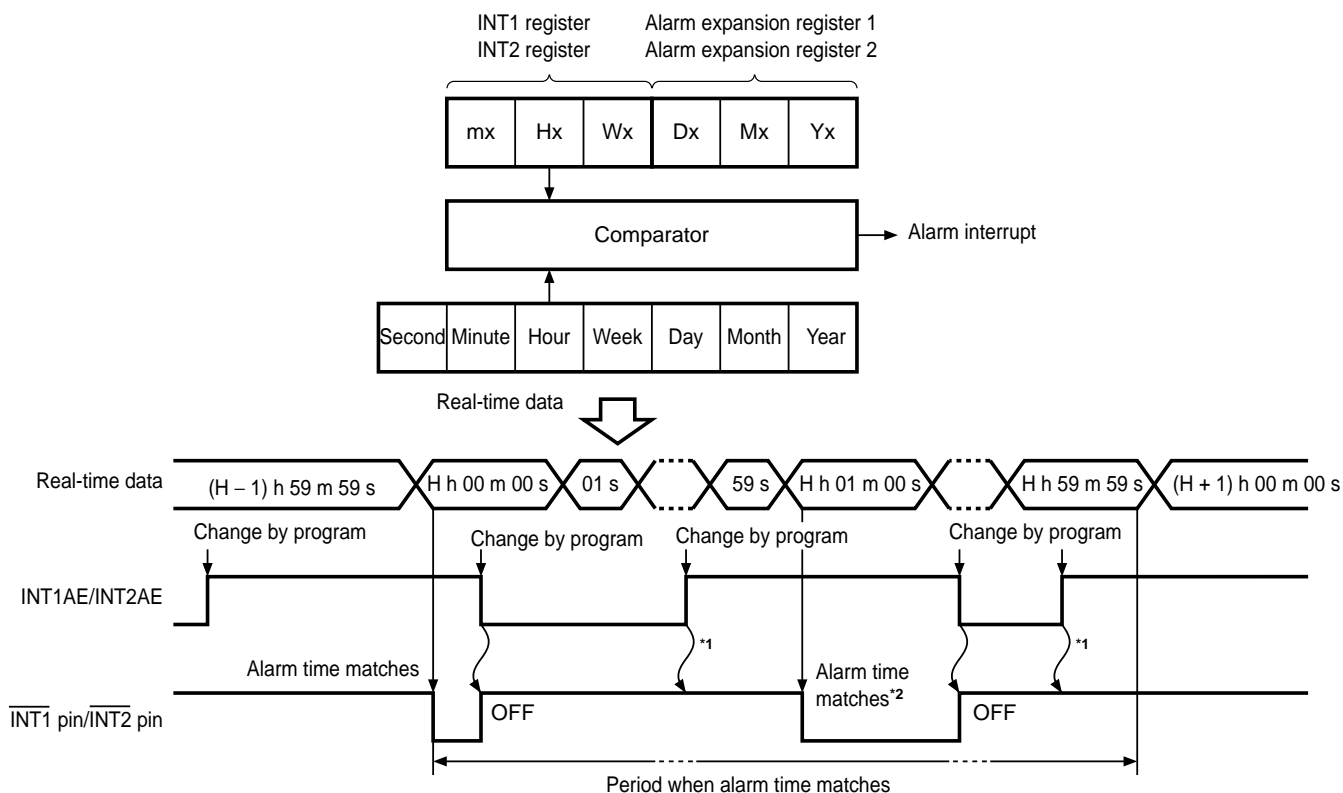 INT1 register
INT2 register
Alarm expansion register 1
Alarm expansion register 2
mx Hx Wx Dx Mx Yx
Comparator
Alarm interrupt
Second Minute Hour Week Day Month Year
Real-time data
Real-time data
(H − 1) h 59 m 59 s
H h 00 m 00 s
01 s
59 s
H h 01 m 00 s
H h 59 m 59 s
(H + 1) h 00 m 00 s
Change by program
Change by program
Change by program
Change by program
INT1AE/INT2AE
*1
*1
Alarm time matches
Alarm time
matches*2
INT1 pin/INT2 pin
OFF
OFF
Period when alarm time matches